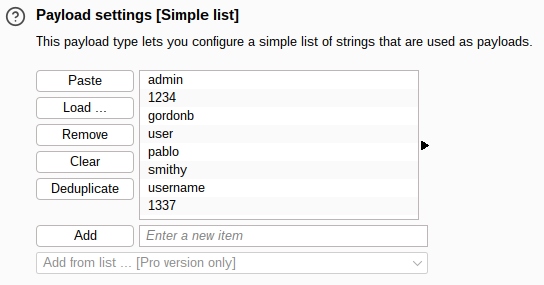 Payload settings [Simple list]
This payload type lets you configure a simple list of strings that are used as payloads.
Paste
Load ...
Remove
Clear
Deduplicate
admin
1234
gordonb
user
pablo
smithy
username
1337
Add
Enter a new item
Add from list ... [Pro version only]